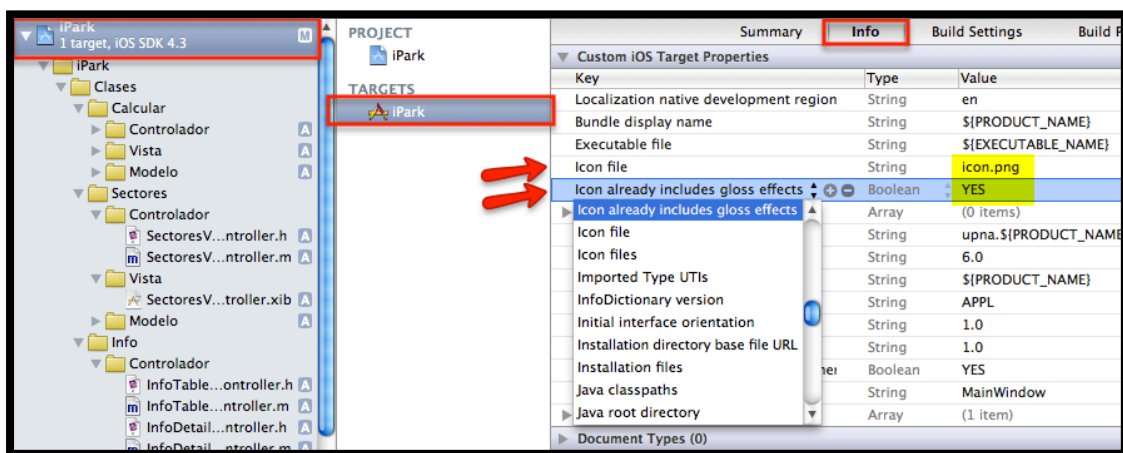 iPark
M
1 target, iOS SDK 4.3
iPark
Clases
Calcular
Controlador A
Vista A
Modelo A
Sectores
Controlador
SectoresV...ntroller.h A
SectoresV...ntroller.m A
Vista
SectoresV...troller.xib A
Modelo A
Info
Controlador
InfoTable...ontroller.h A
InfoTable...ntroller.m A
InfoDetail...ntroller.h A
InfoDetail...ntroller.m A
PROJECT
iPark
TARGETS
iPark
Summary Info Build Settings Build P
Custom iOS Target Properties
Key Type Value
Localization native development region String en
Bundle display name String ${PRODUCT_NAME}
Executable file String ${EXECUTABLE_NAME}
Icon file String icon.png
Icon already includes gloss effects Boolean YES
Icon already includes gloss effects Array (0 items)
Icon file String upna.${PRODUCT_NAME
Icon files String 6.0
Imported Type UTIs String ${PRODUCT_NAME}
InfoDictionary version String APPL
Initial interface orientation String 1.0
Installation directory base file URL String 1.0
Installation files Boolean YES
Java classpaths String MainWindow
Java root directory Array (1 item)
Document Types (0)